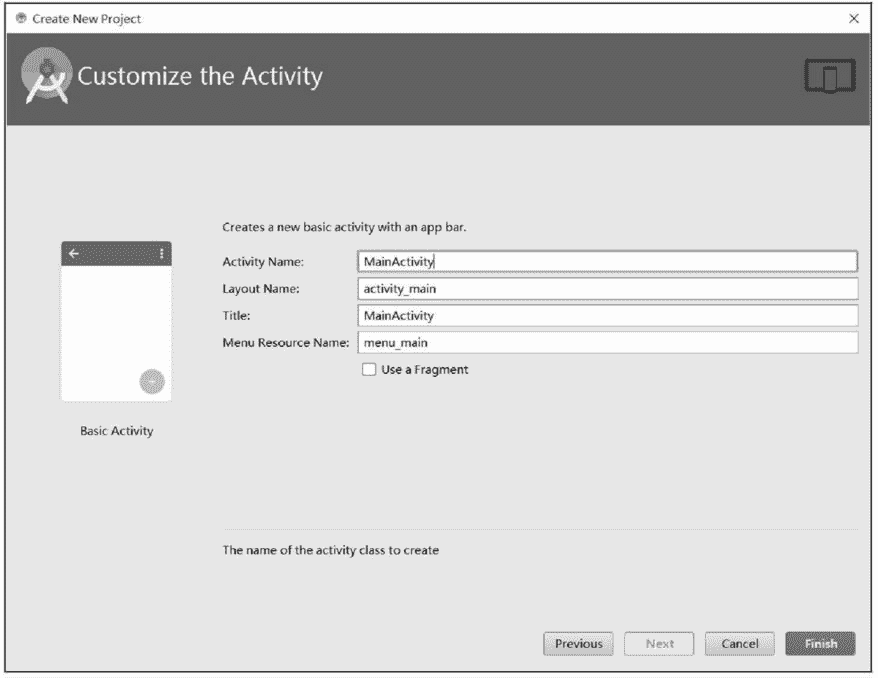 Create New Project
Customize the Activity
Creates a new basic activity with an app bar.
Activity Name: MainActivity
Layout Name: activity_main
Title: MainActivity
Menu Resource Name: menu_main
Use a Fragment
Basic Activity
The name of the activity class to create
Previous Next Cancel Finish